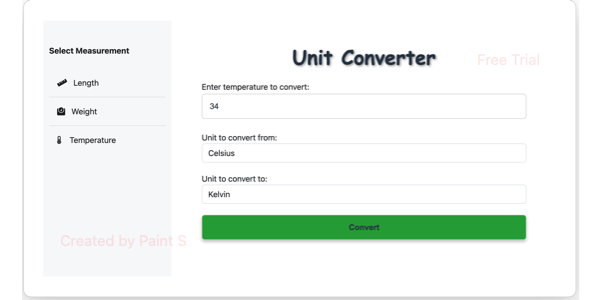 Select Measurement
Length
Weight
Temperature
Unit Converter
Free Trial
Enter temperature to convert:
34
Unit to convert from:
Celsius
Unit to convert to:
Kelvin
Convert
Created by Paint S